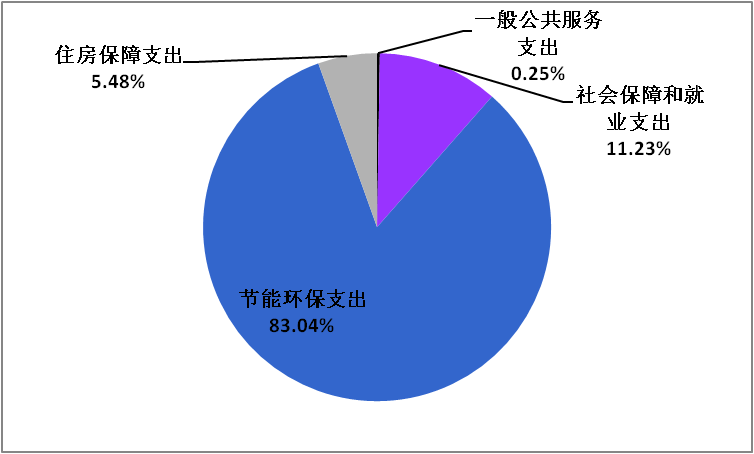 一般公共服务
支出
0.25%
住房保障支出
5.48%
社会保障和就
业支出
11.23%
节能环保支出
83.04%